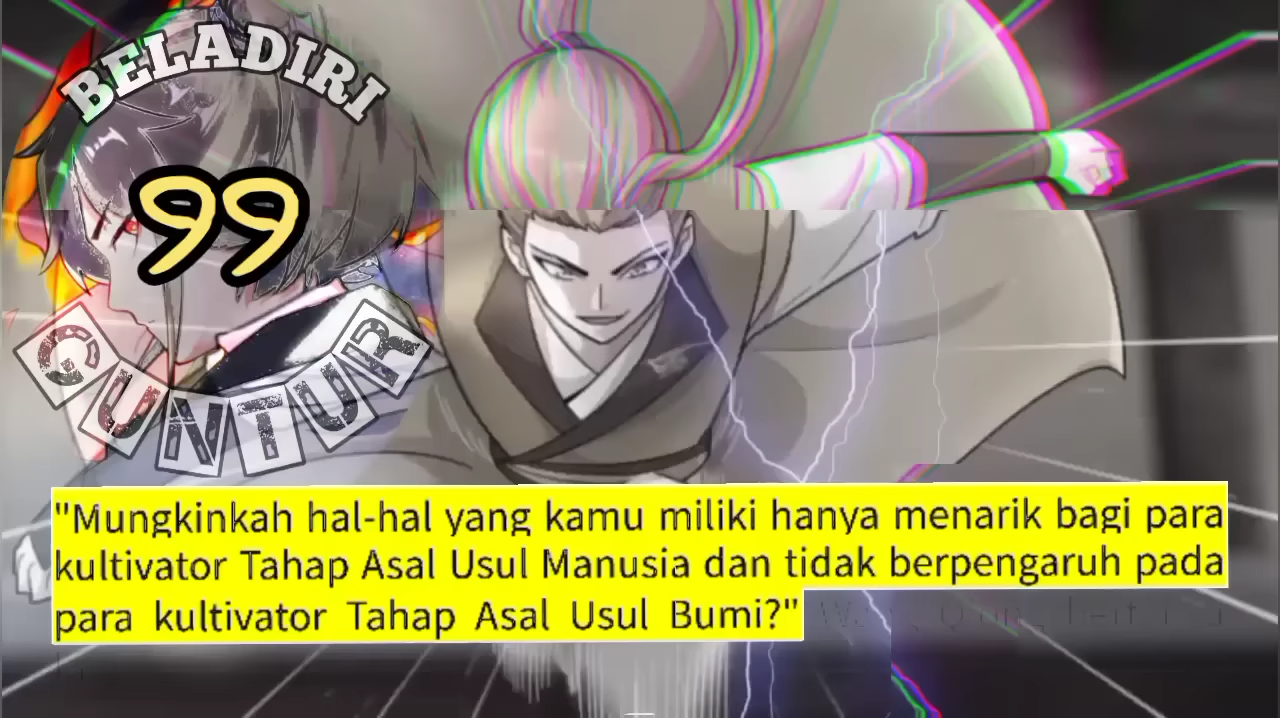 BELADIRI
99
GUNTUR
"Mungkinkah hal-hal yang kamu miliki hanya menarik bagi para
kultivator Tahap Asal Usul Manusia dan tidak berpengaruh pada
para kultivator Tahap Asal Usul Bumi?"